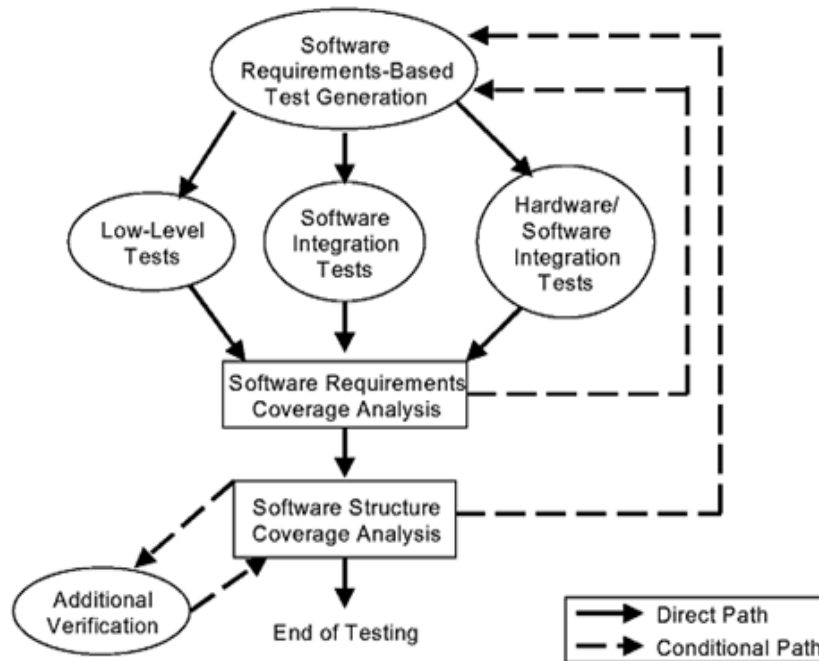 Software
Requirements-Based
Test Generation
Low-Level
Tests
Software
Integration
Tests
Hardware/
Software
Integration
Tests
Software Requirements
Coverage Analysis
Software Structure
Coverage Analysis
Additional
Verification
End of Testing
Direct Path
Conditional Path